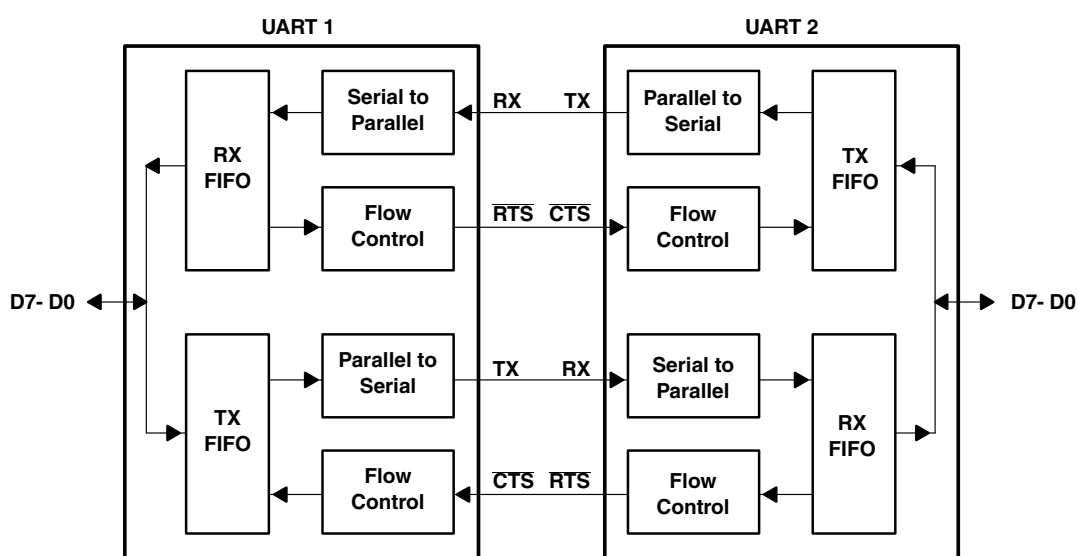 UART 1
UART 2
Serial to
Parallel
RX TX
Parallel to
Serial
RX
FIFO
TX
FIFO
Flow
Control
RTS CTS
Flow
Control
D7- D0
D7- D0
Parallel to
Serial
TX RX
Serial to
Parallel
TX
FIFO
RX
FIFO
Flow
Control
CTS RTS
Flow
Control